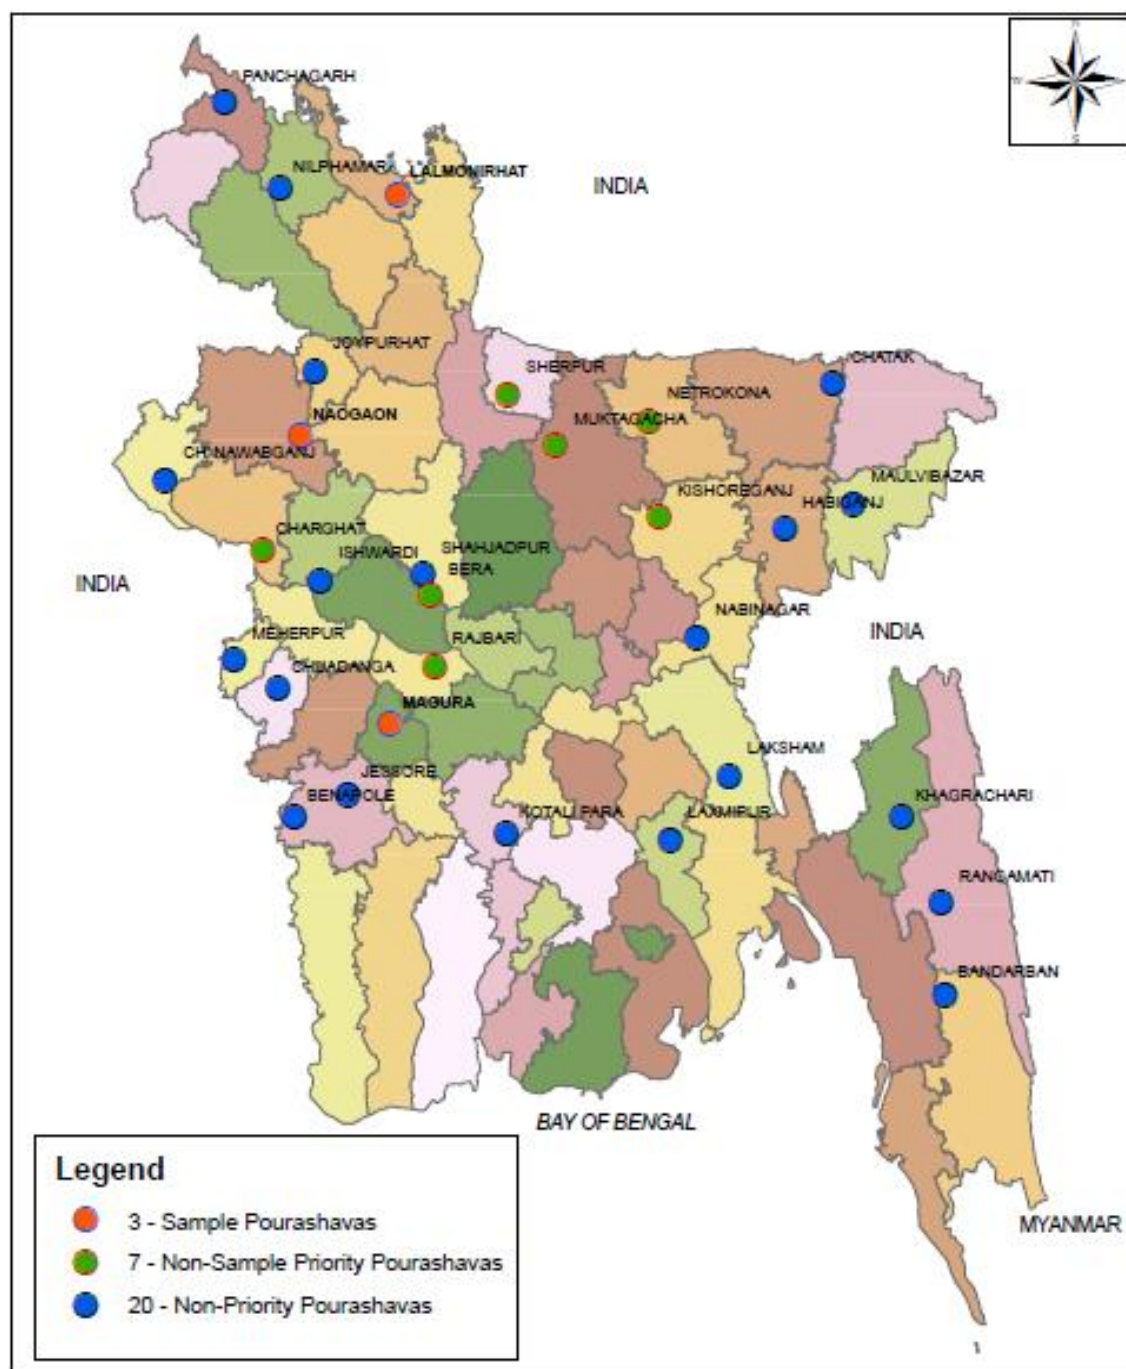 N
PANCHAGARH
W
S
NILPHAMARI
LALMONIRHAT
INDIA
JOYPURHAT
SHERPUR
CHATAK
NETROKONA
NAOGAON
MUKTAGACHA
CH.NAWABGANJ
MAULVIBAZAR
KISHOREGANJ
HABIGANJ
CHARGHAT
ISHWARDI
SHAHJADPUR
BERA
INDIA
NABINAGAR
MEHERPUR
RAJBARI
INDIA
CHUADANGA
MAGURA
LAKSHAM
JESSORE
BENAPOLE
KHAGRACHARI
KOTALI PARA
LAXMIPUR
RANGAMATI
BANDARBAN
BAY OF BENGAL
Legend
3 - Sample Pourashavas
MYANMAR
7 - Non-Sample Priority Pourashavas
20 - Non-Priority Pourashavas